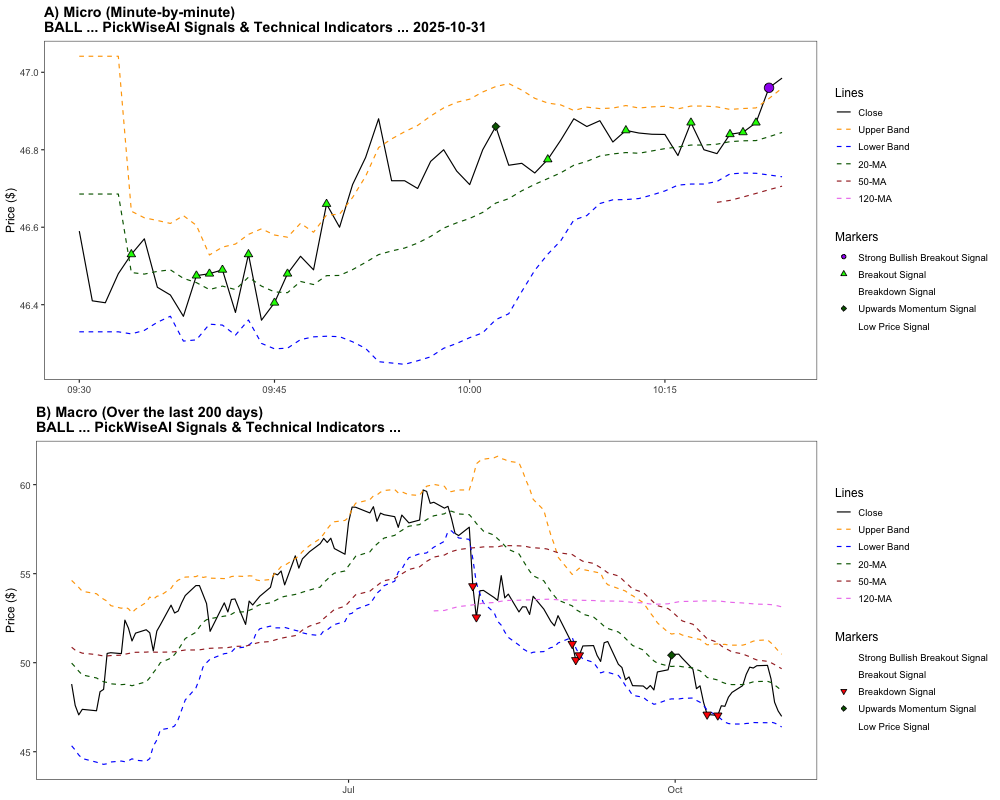 A) Micro (Minute-by-minute)
BALL ... PickWiseAI Signals & Technical Indicators ... 2025-10-31
Price ($)
47.0
46.8
46.6
46.4
09:30
09:45
10:00
10:15
Lines
Close
Upper Band
Lower Band
20-MA
50-MA
120-MA
Markers
Strong Bullish Breakout Signal
Breakout Signal
Breakdown Signal
Upwards Momentum Signal
Low Price Signal
B) Macro (Over the last 200 days)
BALL ... PickWiseAI Signals & Technical Indicators ...
Price ($)
60
55
50
45
Jul
Oct
Lines
Close
Upper Band
Lower Band
20-MA
50-MA
120-MA
Markers
Strong Bullish Breakout Signal
Breakout Signal
Breakdown Signal
Upwards Momentum Signal
Low Price Signal